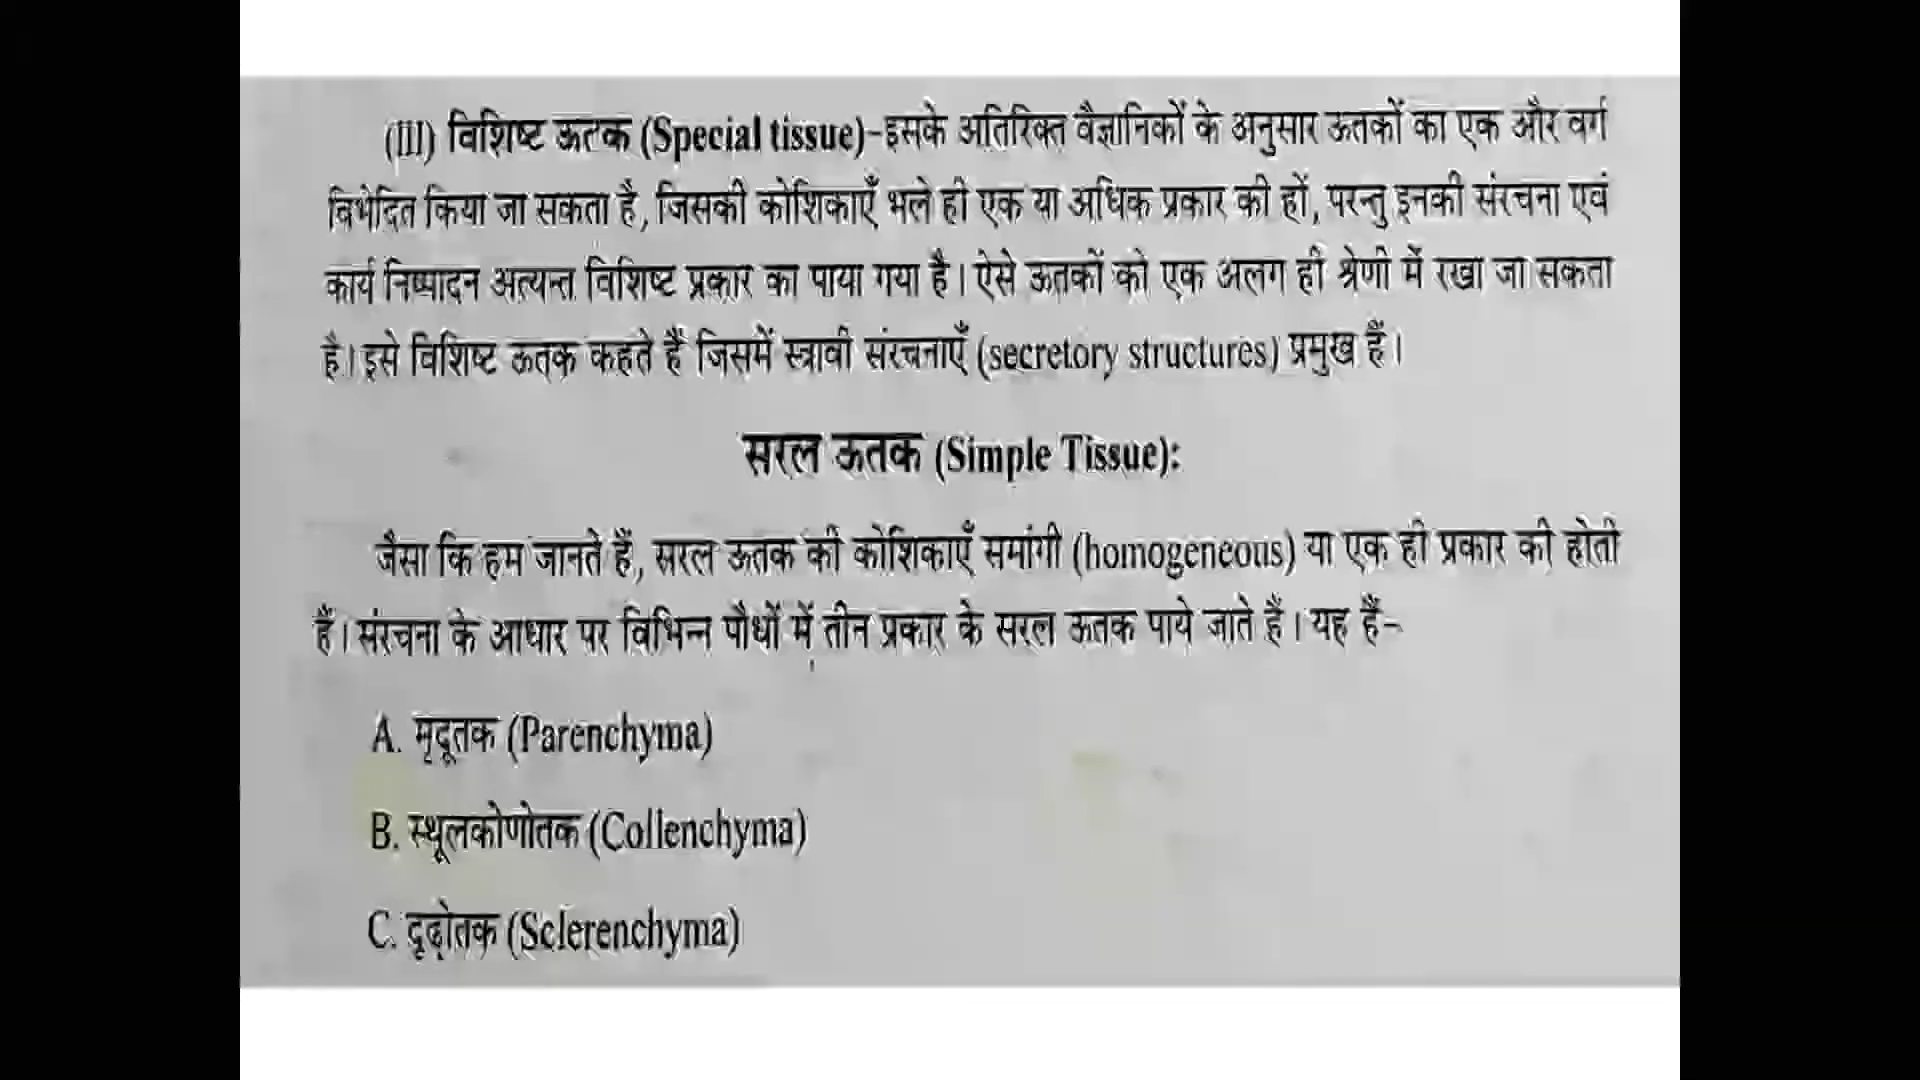 (III) विशिष्ट ऊतक (Special tissue)-इसके अतिरिक्त वैज्ञानिकों के अनुसार ऊतकों का एक और वर्ग
विभेदित किया जा सकता है, जिसकी कोशिकाएँ भले ही एक या अधिक प्रकार की हों, परन्तु इनकी संरचना एवं
कार्य निष्पादन अत्यन्त विशिष्ट प्रकार का पाया गया है। ऐसे ऊतकों को एक अलग ही श्रेणी में रखा जा सकता
है। इसे विशिष्ट ऊतक कहते हैं जिसमें स्त्रावी संरचनाएँ (secretory structures) प्रमुख हैं।
सरल ऊतक (Simple Tissue):
जैसा कि हम जानते हैं, सरल ऊतक की कोशिकाएँ समांगी (homogeneous) या एक ही प्रकार की होती
हैं। संरचना के आधार पर विभिन्न पौधों में तीन प्रकार के सरल ऊतक पाये जाते हैं। यह हैं-
A. मृदूतक (Parenchyma)
B. स्थूलकोणोतक (Collenchyma)
C. दृढ़ोतक (Sclerenchyma)